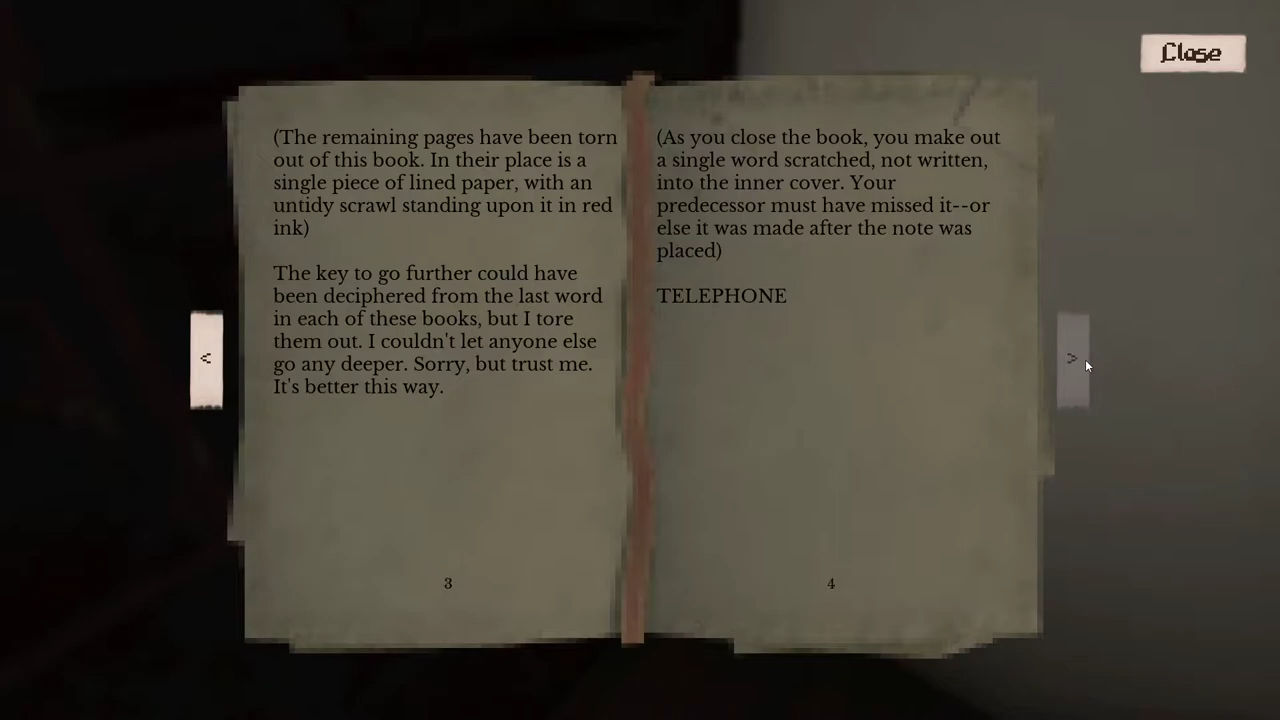 Close
(The remaining pages have been torn
out of this book. In their place is a
single piece of lined paper, with an
untidy scrawl standing upon it in red
ink)
The key to go further could have
been deciphered from the last word
in each of these books, but I tore
them out. I couldn't let anyone else
go any deeper. Sorry, but trust me.
It's better this way.
3
(As you close the book, you make out
a single word scratched, not written,
into the inner cover. Your
predecessor must have missed it--or
else it was made after the note was
placed)
TELEPHONE
4
<
>